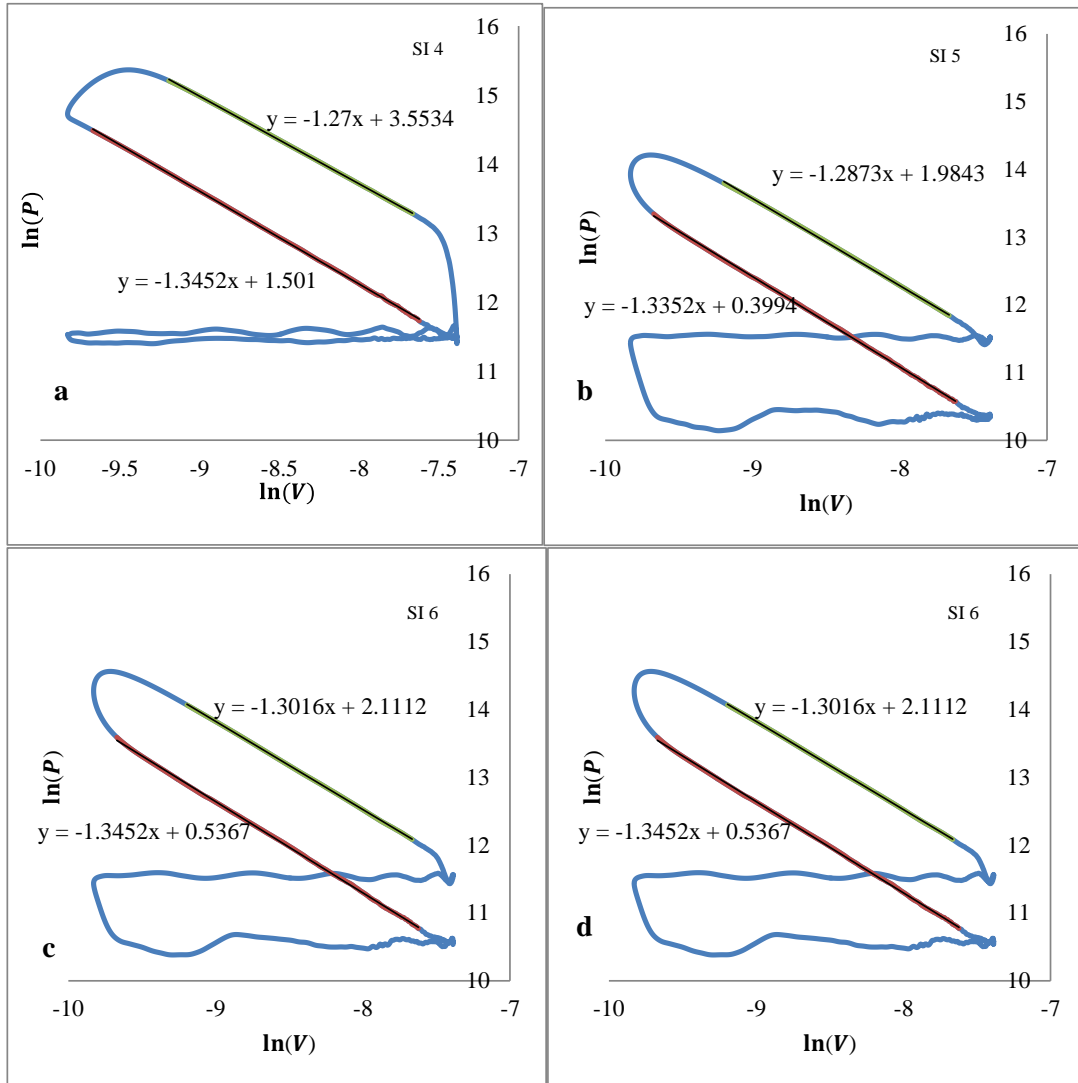 16
SI 4
15
y = -1.27x + 3.5534
14
ln(P)
13
y = -1.3452x + 1.501
12
11
a
10
-10 -9.5 -9 -8.5 -8 -7.5 -7
ln(V)
16
SI 5
15
14
y = -1.2873x + 1.9843
ln(P)
13
y = -1.3352x + 0.3994
12
11
b
10
-10 -9 -8 -7
ln(V)
16
SI 6
15
14
y = -1.3016x + 2.1112
13
ln(P)
12
y = -1.3452x + 0.5367
11
c
10
-10 -9 -8 -7
ln(V)
16
SI 6
15
14
y = -1.3016x + 2.1112
13
ln(P)
12
y = -1.3452x + 0.5367
11
d
10
-10 -9 -8 -7
ln(V)